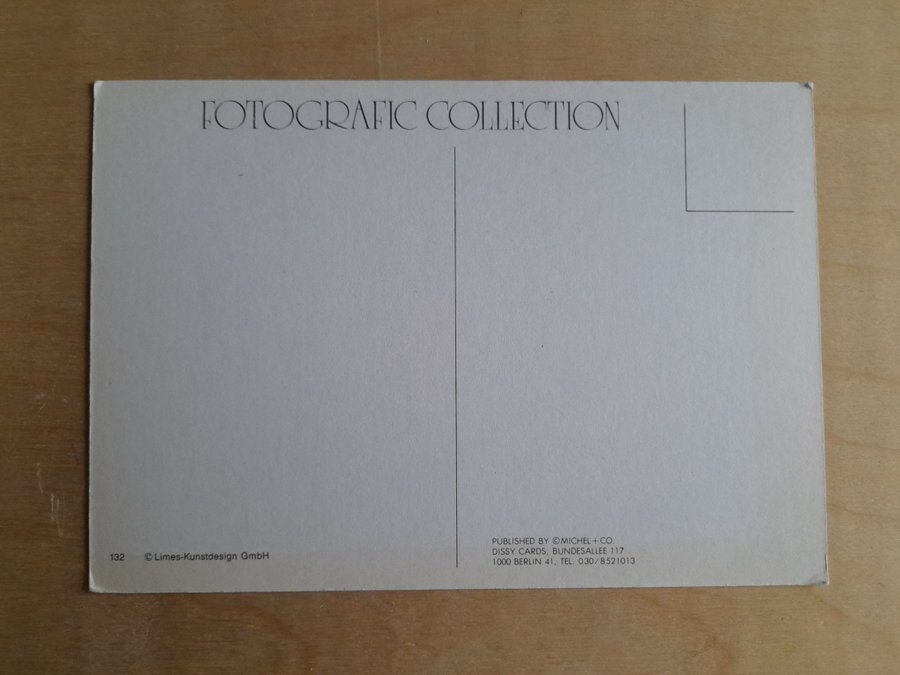 FOTOGRAFIC COLLECTION
132 © Limes-Kunstdesign GmbH
PUBLISHED BY ©MICHEL+CO.
DISSY CARDS, BUNDESALLEE 117
1000 BERLIN 41, TEL. 030/8521013